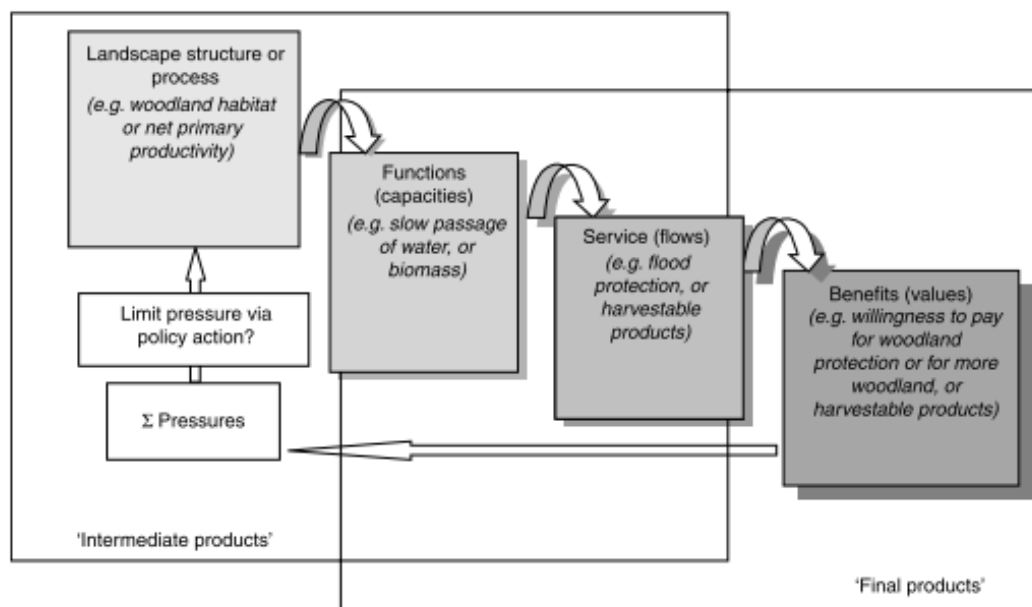 Landscape structure or
process
(e.g. woodland habitat
or net primary
productivity)
Functions
(capacities)
(e.g. slow passage
of water, or
biomass)
Service (flows)
(e.g. flood
protection, or
harvestable
products)
Benefits (values)
(e.g. willingness to pay
for woodland
protection or for more
woodland, or
harvestable products)
Limit pressure via
policy action?
Σ Pressures
'Intermediate products'
'Final products'